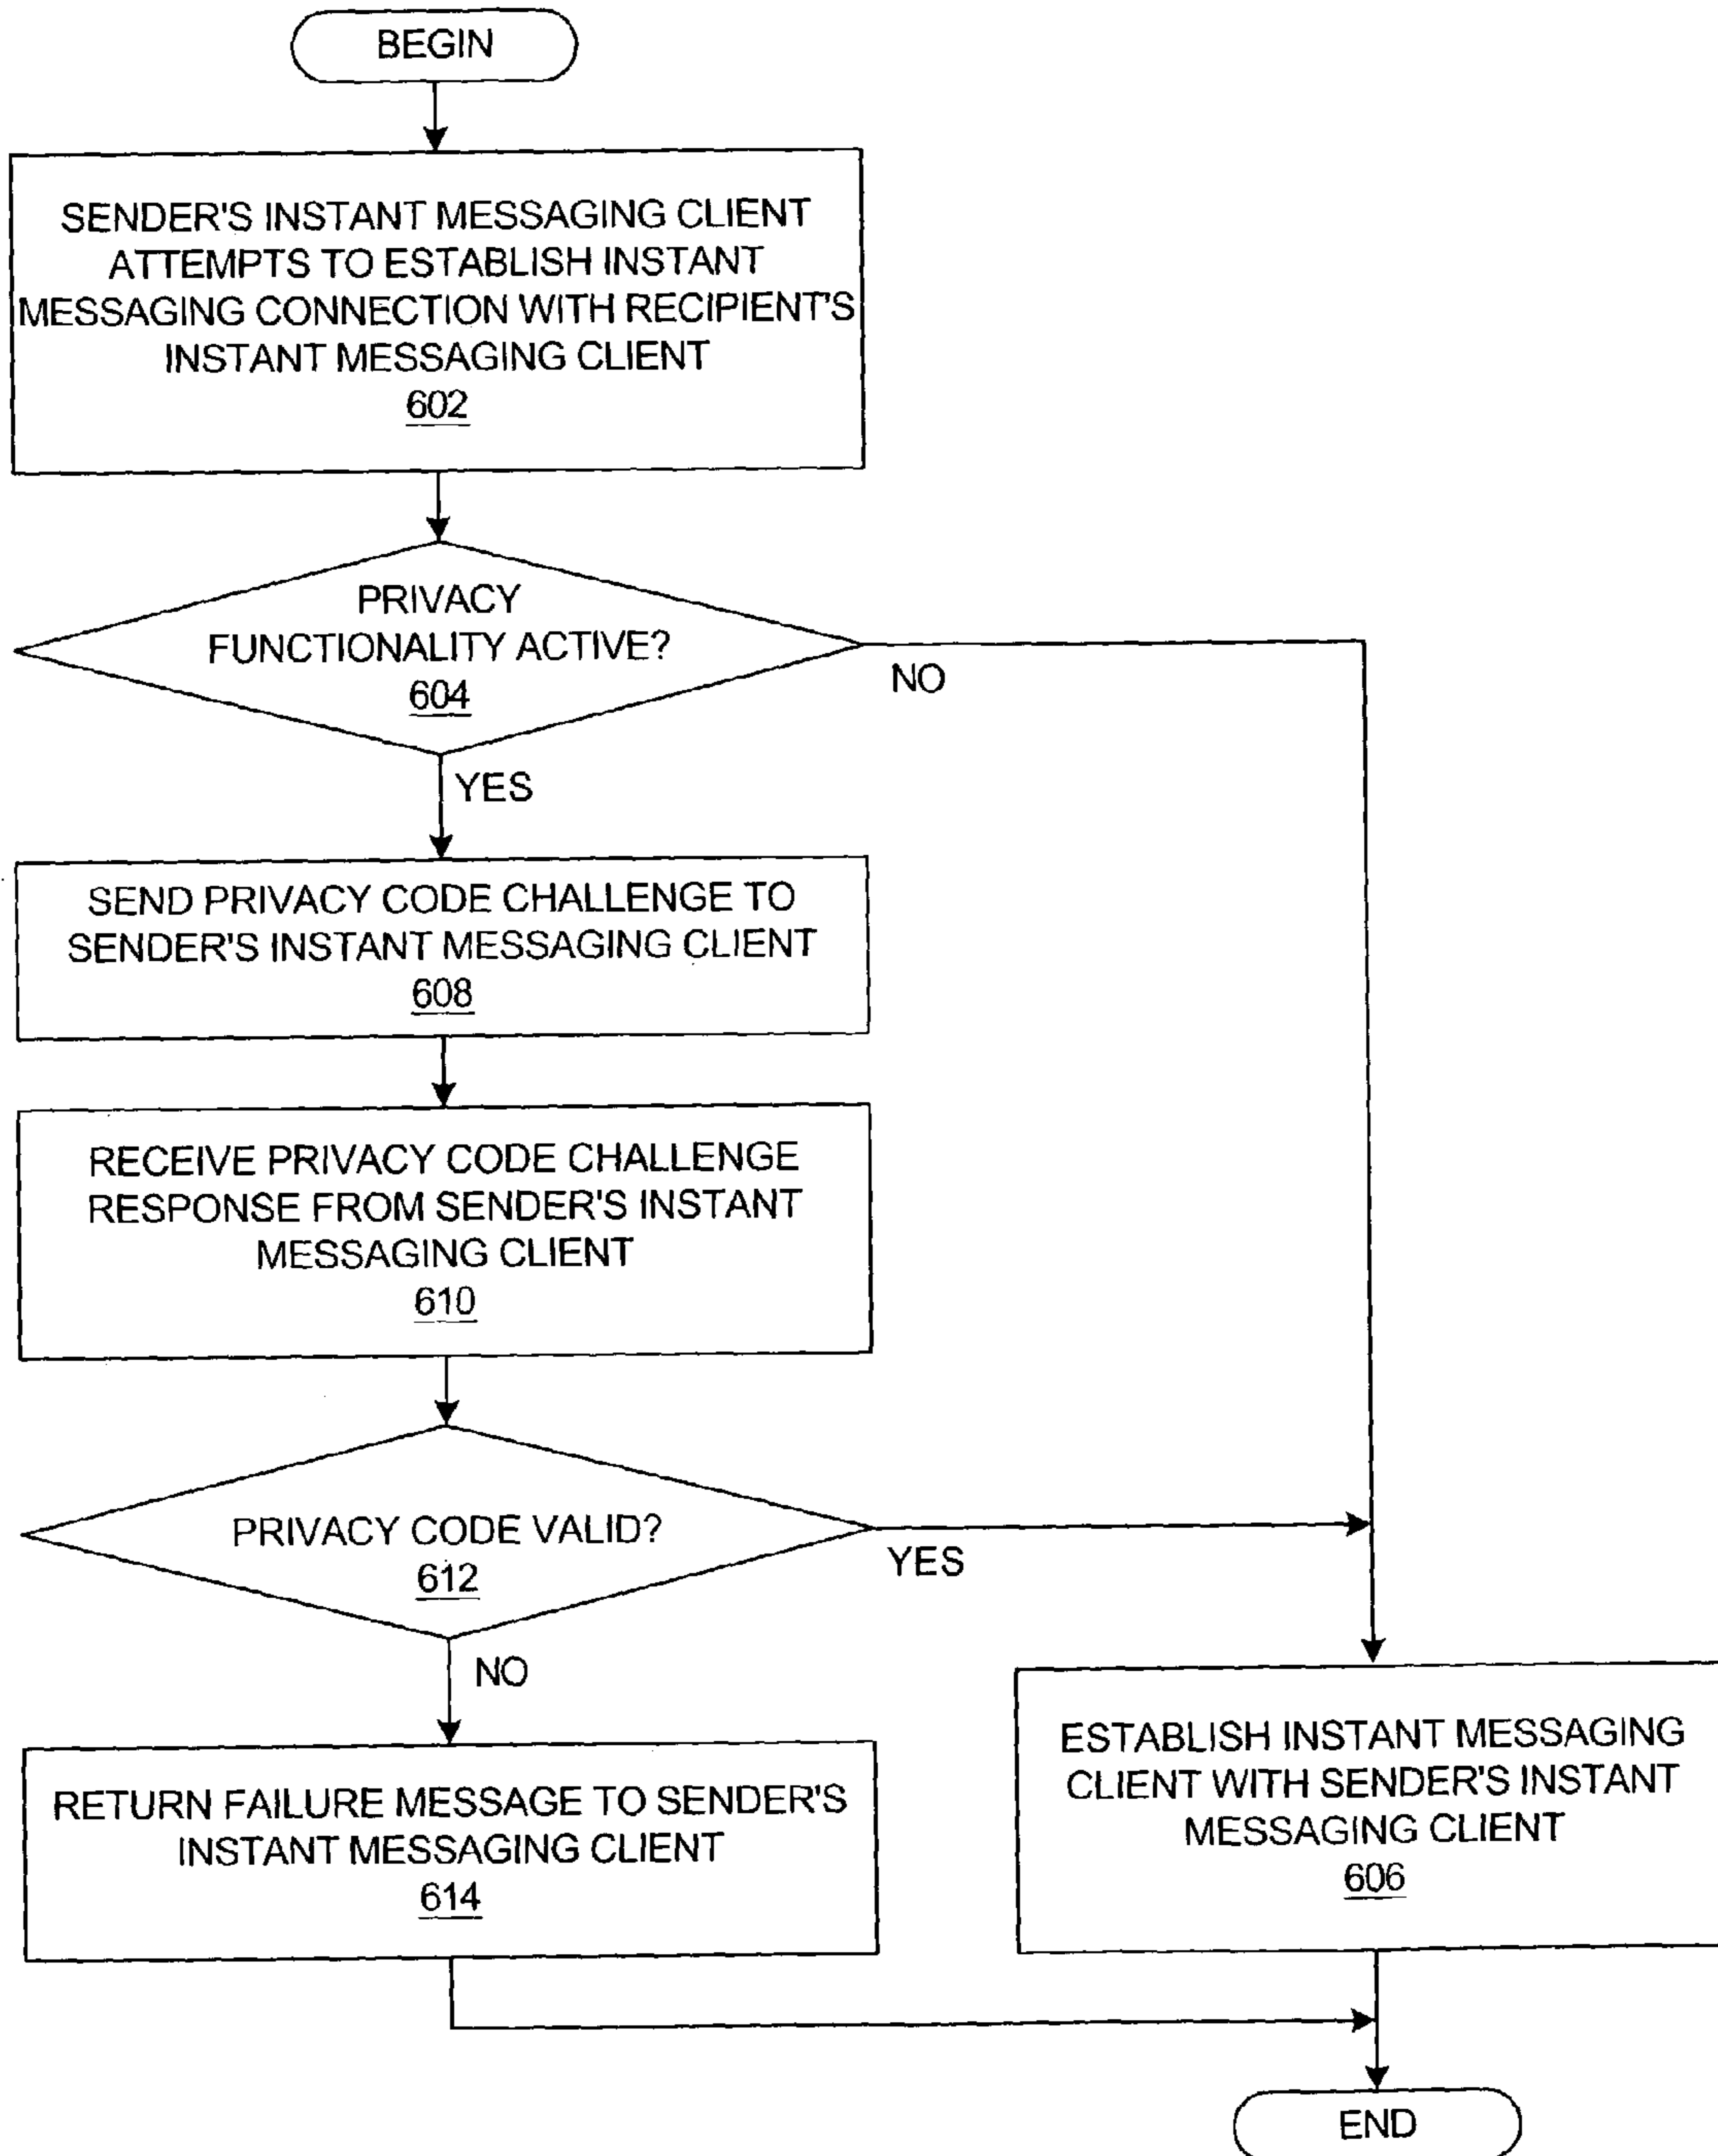 BEGIN
SENDER'S INSTANT MESSAGING CLIENT
ATTEMPTS TO ESTABLISH INSTANT
MESSAGING CONNECTION WITH RECIPIENT'S
INSTANT MESSAGING CLIENT
602
PRIVACY
FUNCTIONALITY ACTIVE?
604
NO
YES
SEND PRIVACY CODE CHALLENGE TO
SENDER'S INSTANT MESSAGING CLIENT
608
RECEIVE PRIVACY CODE CHALLENGE
RESPONSE FROM SENDER'S INSTANT
MESSAGING CLIENT
610
PRIVACY CODE VALID?
612
YES
NO
RETURN FAILURE MESSAGE TO SENDER'S
INSTANT MESSAGING CLIENT
614
ESTABLISH INSTANT MESSAGING
CLIENT WITH SENDER'S INSTANT
MESSAGING CLIENT
606
END